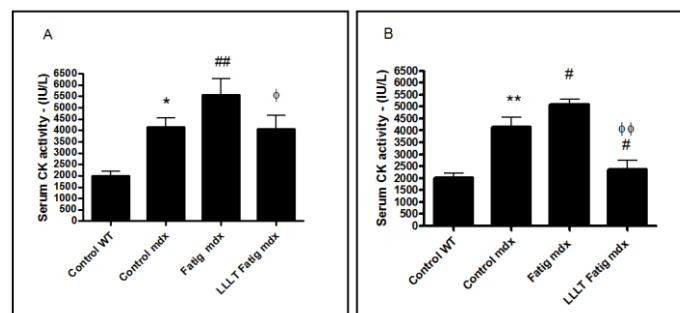 A
##
*
ϕ
6500
6000
5500
5000
4500
4000
3500
3000
2500
2000
1500
1000
500
0
Serum CK activity - (IU/L)
Control WT
Control mdx
Fatig mdx
LLLT Fatig mdx
B
#
**
ϕϕ
#
6500
6000
5500
5000
4500
4000
3500
3000
2500
2000
1500
1000
500
0
Serum CK activity - (IU/L)
Control WT
Control mdx
Fatig mdx
LLLT Fatig mdx